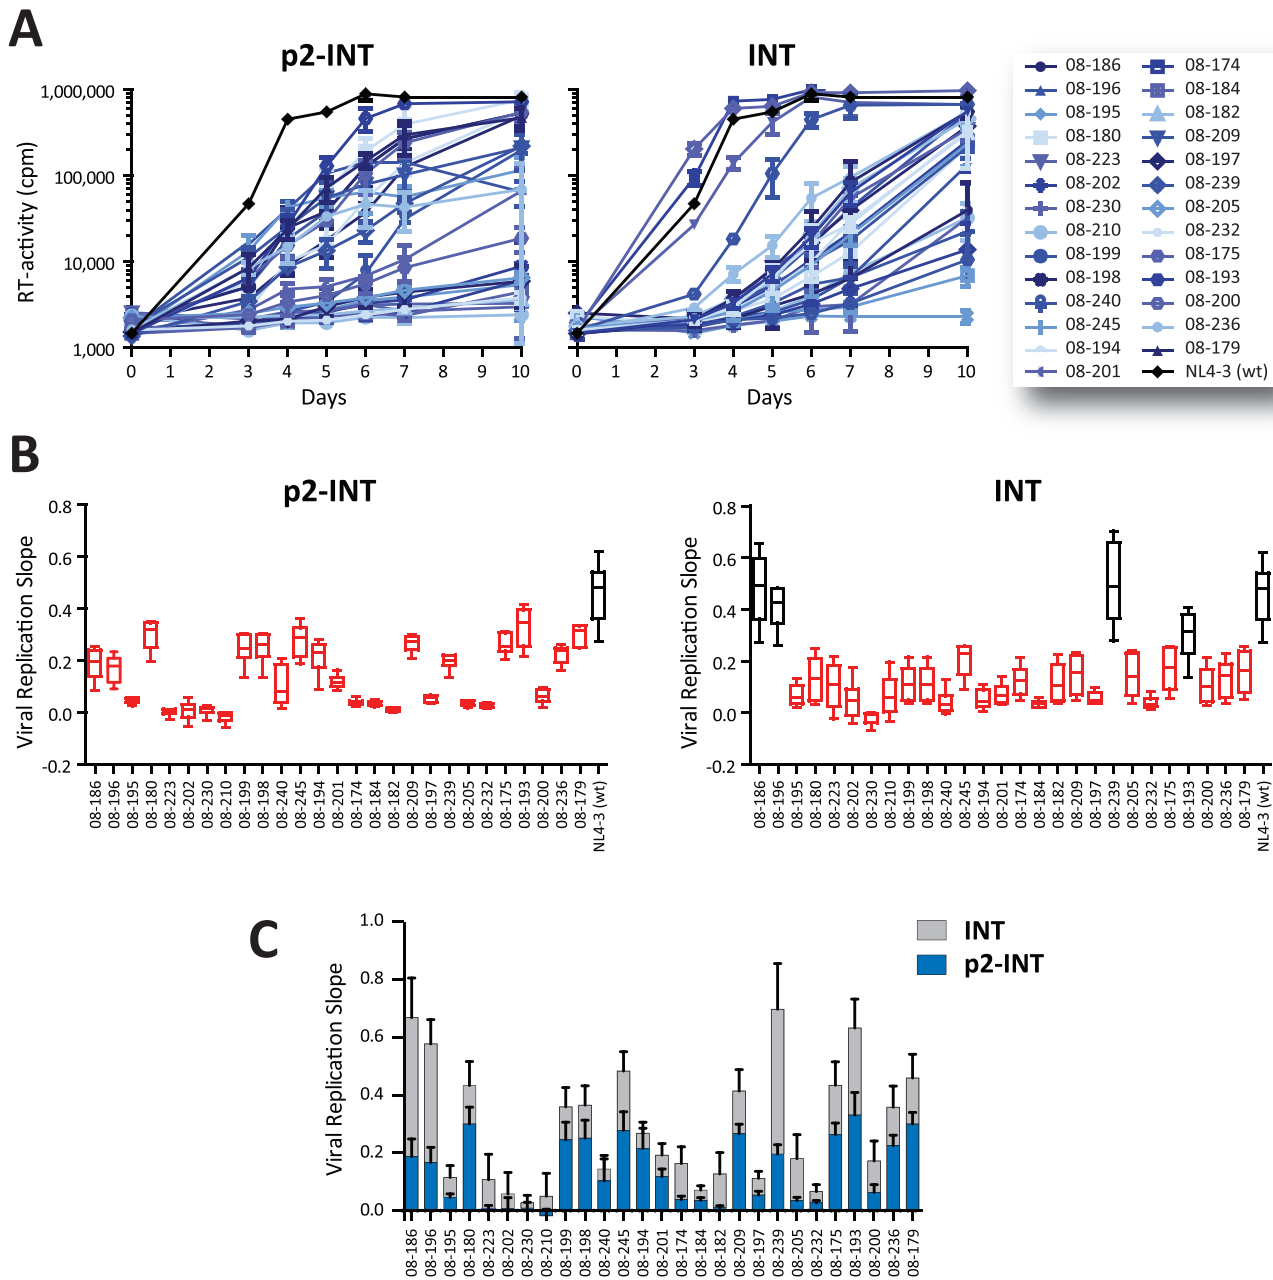 A
p2-INT
INT
RT-activity (cpm)
1,000,000
100,000
10,000
1,000
0 1 2 3 4 5 6 7 8 9 10
Days
0 1 2 3 4 5 6 7 8 9 10
Days
08-186 08-174
08-196 08-184
08-195 08-182
08-180 08-209
08-223 08-197
08-202 08-239
08-230 08-205
08-210 08-232
08-199 08-175
08-198 08-193
08-240 08-200
08-245 08-236
08-194 08-179
08-201 NL4-3 (wt)
B
p2-INT
Viral Replication Slope
0.8
0.6
0.4
0.2
0.0
-0.2
08-186 08-196 08-195 08-180 08-223 08-202 08-230 08-210 08-199 08-198 08-240 08-245 08-194 08-201 08-174 08-184 08-182 08-209 08-197 08-239 08-205 08-232 08-175 08-193 08-200 08-236 08-179 NL4-3 (wt)
INT
Viral Replication Slope
0.8
0.6
0.4
0.2
0.0
-0.2
08-186 08-196 08-195 08-180 08-223 08-202 08-230 08-210 08-199 08-198 08-240 08-245 08-194 08-201 08-174 08-184 08-182 08-209 08-197 08-239 08-205 08-232 08-175 08-193 08-200 08-236 08-179 NL4-3 (wt)
C
INT
p2-INT
Viral Replication Slope
1.0
0.8
0.6
0.4
0.2
0.0
08-186 08-196 08-195 08-180 08-223 08-202 08-230 08-210 08-199 08-198 08-240 08-245 08-194 08-201 08-174 08-184 08-182 08-209 08-197 08-239 08-205 08-232 08-175 08-193 08-200 08-236 08-179